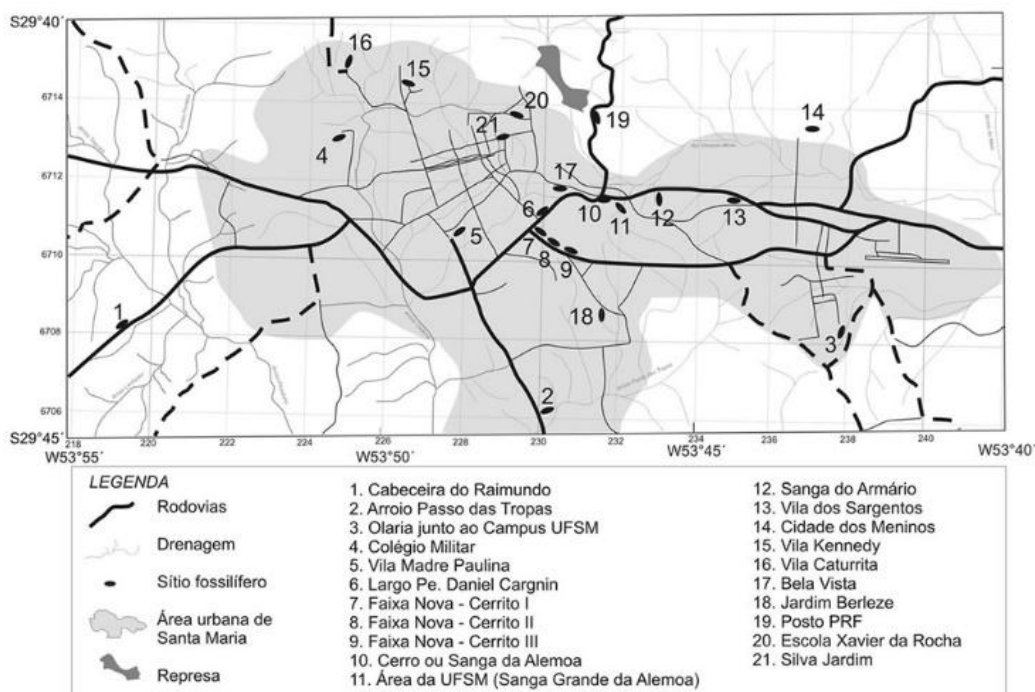 S29°40'
16
15
20
14
6714
19
21
4
17
6712
10
11
12
13
6
5
7
8
9
6710
1
18
6708
3
2
6706
S29°45'
218
220
222
224
226
228
230
232
234
236
238
240
W53°55'
W53°50'
W53°45'
W53°40'
LEGENDA
Rodovias
Drenagem
Sítio fossilífero
Área urbana de
Santa Maria
Represa
1. Cabeceira do Raimundo
2. Arroio Passo das Tropas
3. Olaria junto ao Campus UFSM
4. Colégio Militar
5. Vila Madre Paulina
6. Largo Pe. Daniel Cargnin
7. Faixa Nova - Cerrito I
8. Faixa Nova - Cerrito II
9. Faixa Nova - Cerrito III
10. Cerro ou Sanga da Alemoa
11. Área da UFSM (Sanga Grande da Alemoa)
12. Sanga do Armário
13. Vila dos Sargentos
14. Cidade dos Meninos
15. Vila Kennedy
16. Vila Caturrita
17. Bela Vista
18. Jardim Berleze
19. Posto PRF
20. Escola Xavier da Rocha
21. Silva Jardim